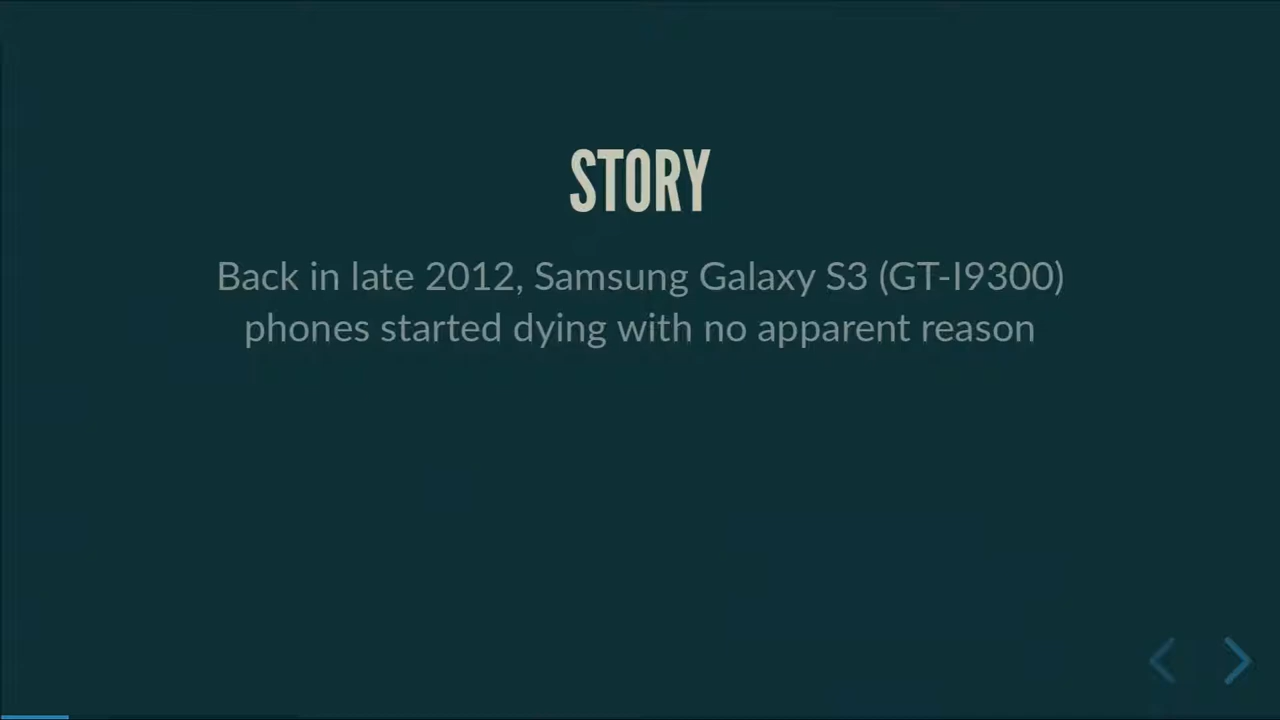 STORY
Back in late 2012, Samsung Galaxy S3 (GT-I9300)
phones started dying with no apparent reason